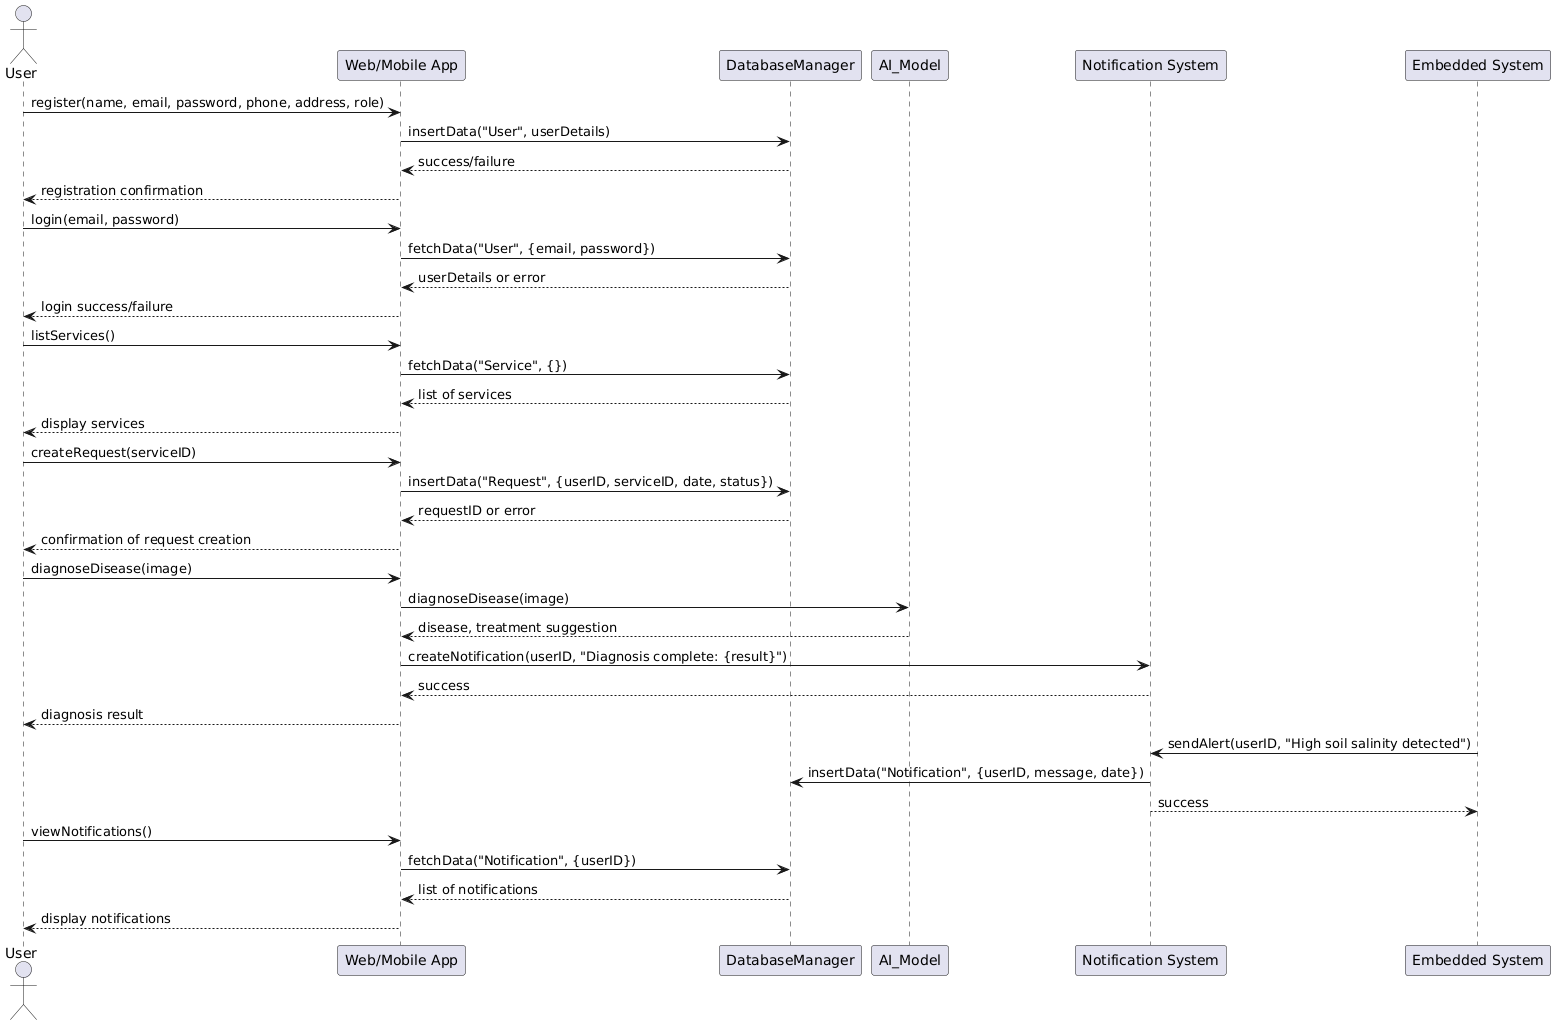 User
Web/Mobile App
DatabaseManager
AI_Model
Notification System
Embedded System
register(name, email, password, phone, address, role)
insertData("User", userDetails)
success/failure
registration confirmation
login(email, password)
fetchData("User", {email, password})
userDetails or error
login success/failure
listServices()
fetchData("Service", {})
list of services
display services
createRequest(serviceID)
insertData("Request", {userID, serviceID, date, status})
requestID or error
confirmation of request creation
diagnoseDisease(image)
diagnoseDisease(image)
disease, treatment suggestion
createNotification(userID, "Diagnosis complete: {result}")
success
diagnosis result
sendAlert(userID, "High soil salinity detected")
insertData("Notification", {userID, message, date})
success
viewNotifications()
fetchData("Notification", {userID})
list of notifications
display notifications
User
Web/Mobile App
DatabaseManager
AI_Model
Notification System
Embedded System